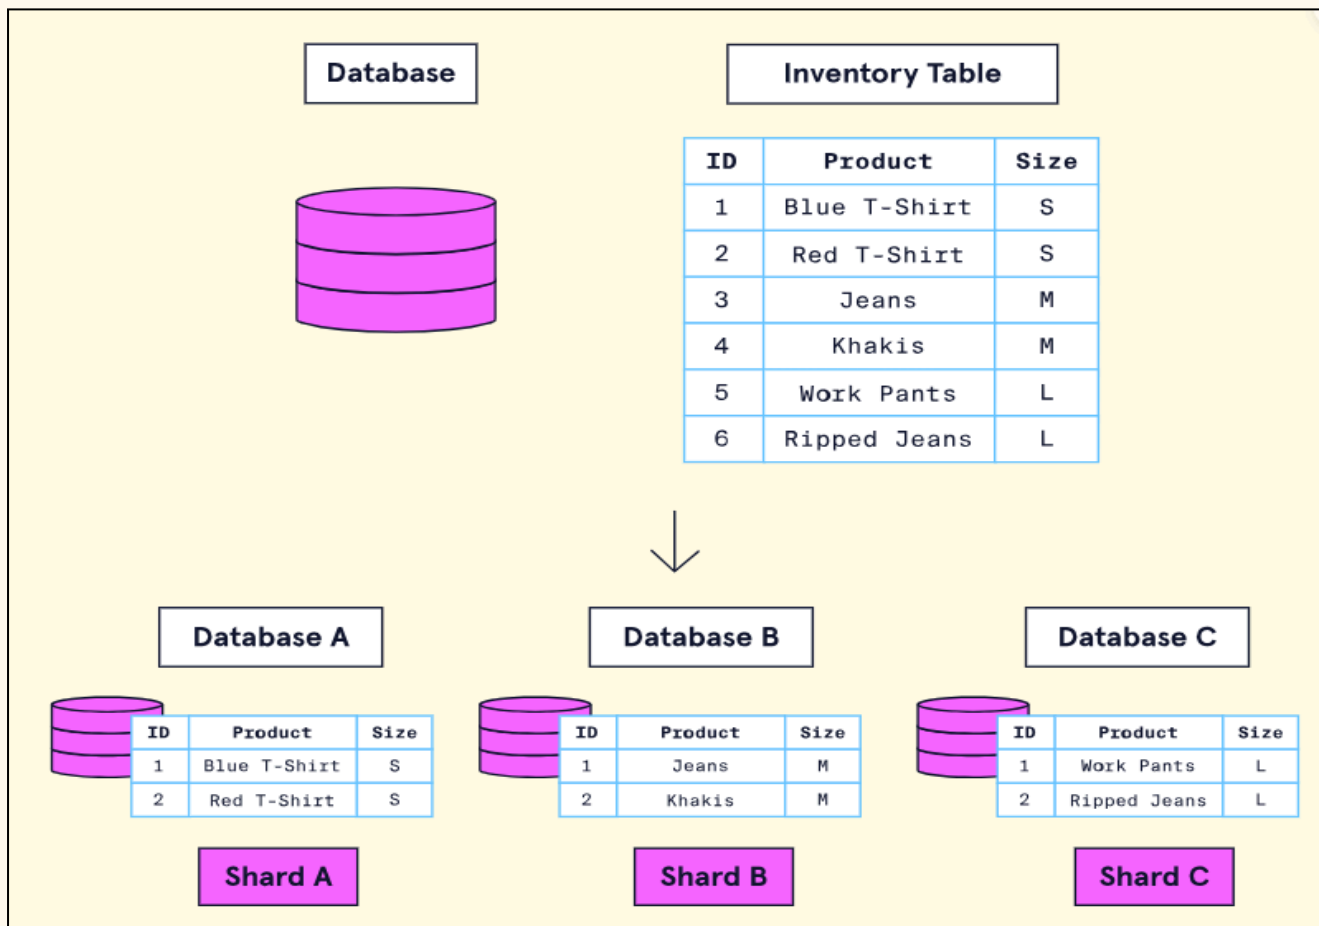 Database
Inventory Table
ID Product Size
1 Blue T-Shirt S
2 Red T-Shirt S
3 Jeans M
4 Khakis M
5 Work Pants L
6 Ripped Jeans L
Database A
Database B
Database C
ID Product Size
1 Blue T-Shirt S
2 Red T-Shirt S
ID Product Size
1 Jeans M
2 Khakis M
ID Product Size
1 Work Pants L
2 Ripped Jeans L
Shard A
Shard B
Shard C